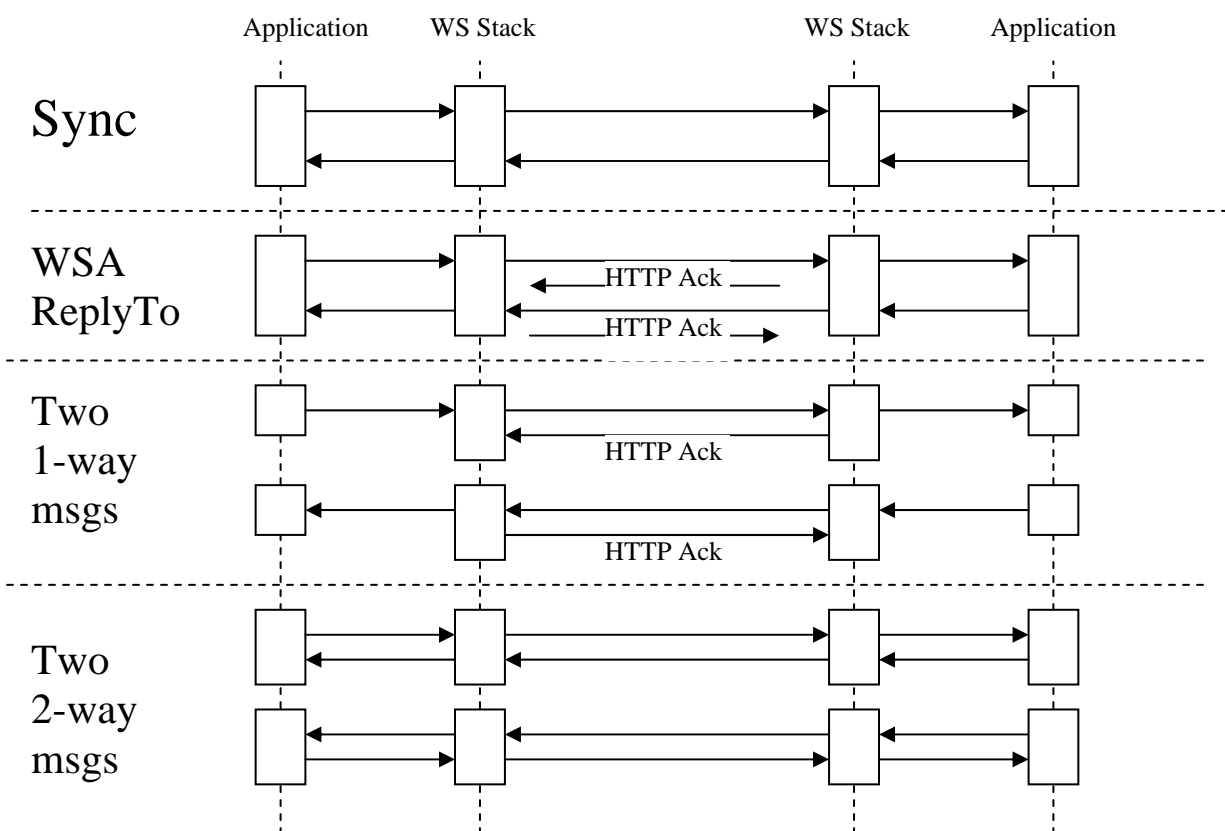 Application WS Stack WS Stack Application
Sync
WSA
ReplyTo
HTTP Ack
HTTP Ack
Two
1-way
msgs
HTTP Ack
HTTP Ack
Two
2-way
msgs